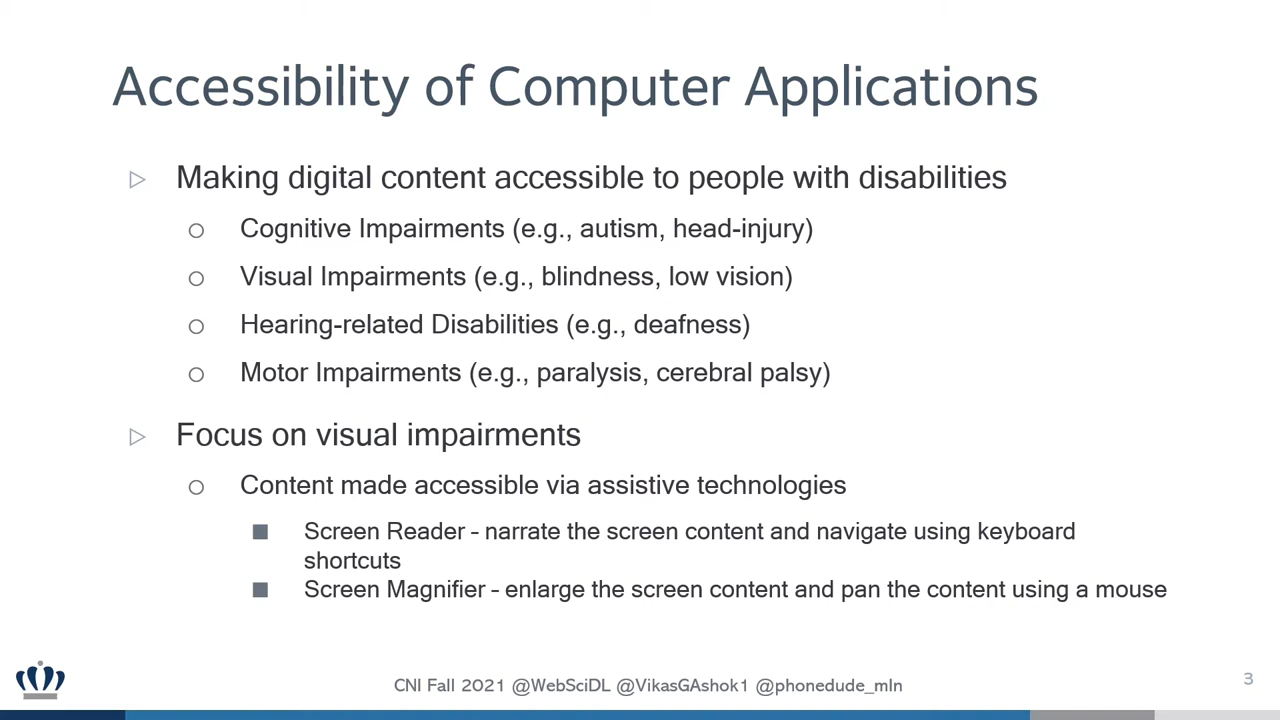 Accessibility of Computer Applications
Making digital content accessible to people with disabilities
Cognitive Impairments (e.g., autism, head-injury)
Visual Impairments (e.g., blindness, low vision)
Hearing-related Disabilities (e.g., deafness)
Motor Impairments (e.g., paralysis, cerebral palsy)
Focus on visual impairments
Content made accessible via assistive technologies
Screen Reader – narrate the screen content and navigate using keyboard
shortcuts
Screen Magnifier – enlarge the screen content and pan the content using a mouse
CNI Fall 2021 @WebSciDL @VikasGAshok1 @phonedude_mln
3